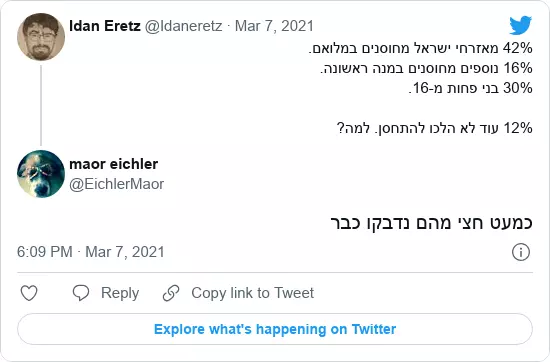 Idan Eretz @Idaneretz · Mar 7, 2021
42% מאזרחי ישראל מחוסנים במלואם.
16% נוספים מחוסנים במנה ראשונה.
30% בני פחות מ-16.
12% עוד לא הלכו להתחסן. למה?
maor eichler
@EichlerMaor
כמעט חצי מהם נדבקו כבר
6:09 PM · Mar 7, 2021
Reply
Copy link to Tweet
Explore what's happening on Twitter